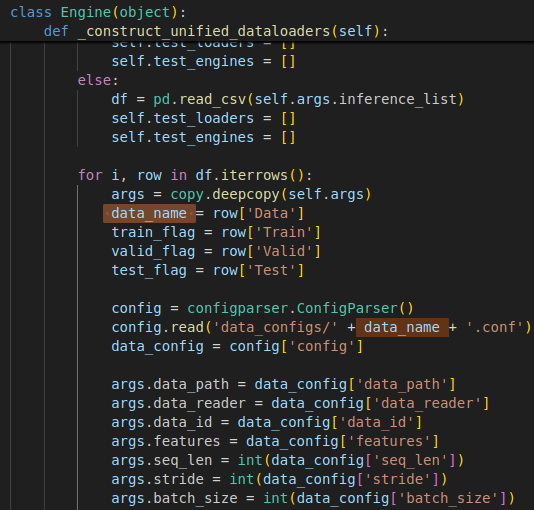 class Engine(object):
    def _construct_unified_dataloaders(self):
            self.test_loaders = []
            self.test_engines = []
        else:
            df = pd.read_csv(self.args.inference_list)
            self.test_loaders = []
            self.test_engines = []

        for i, row in df.iterrows():
            args = copy.deepcopy(self.args)
            data_name = row['Data']
            train_flag = row['Train']
            valid_flag = row['Valid']
            test_flag = row['Test']

            config = configparser.ConfigParser()
            config.read('data_configs/' + data_name + '.conf')
            data_config = config['config']

            args.data_path = data_config['data_path']
            args.data_reader = data_config['data_reader']
            args.data_id = data_config['data_id']
            args.features = data_config['features']
            args.seq_len = int(data_config['seq_len'])
            args.stride = int(data_config['stride'])
            args.batch_size = int(data_config['batch_size'])